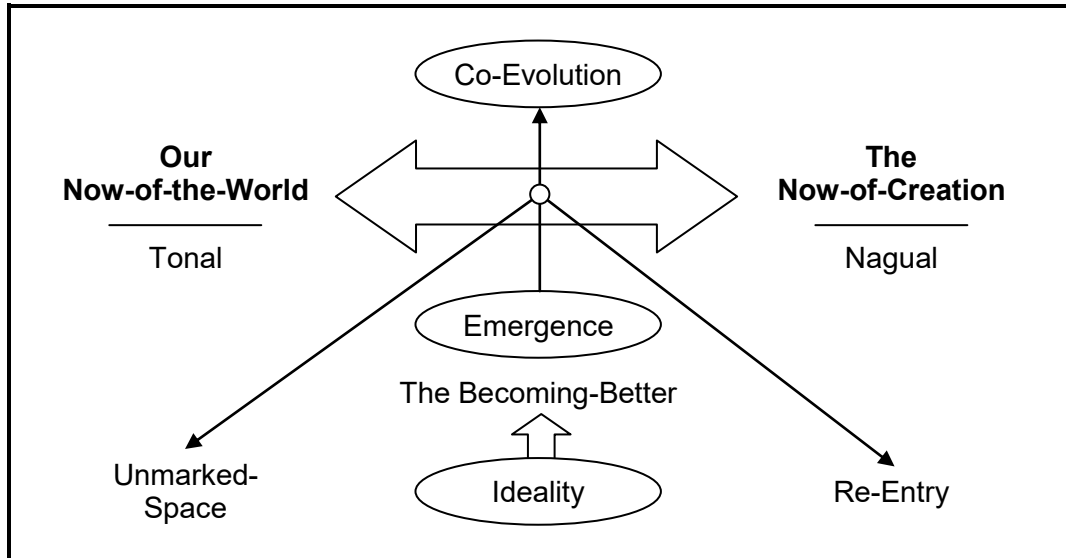 Co-Evolution
Our
Now-of-the-World
Tonal
The
Now-of-Creation
Nagual
Emergence
The Becoming-Better
Unmarked-
Space
Ideality
Re-Entry